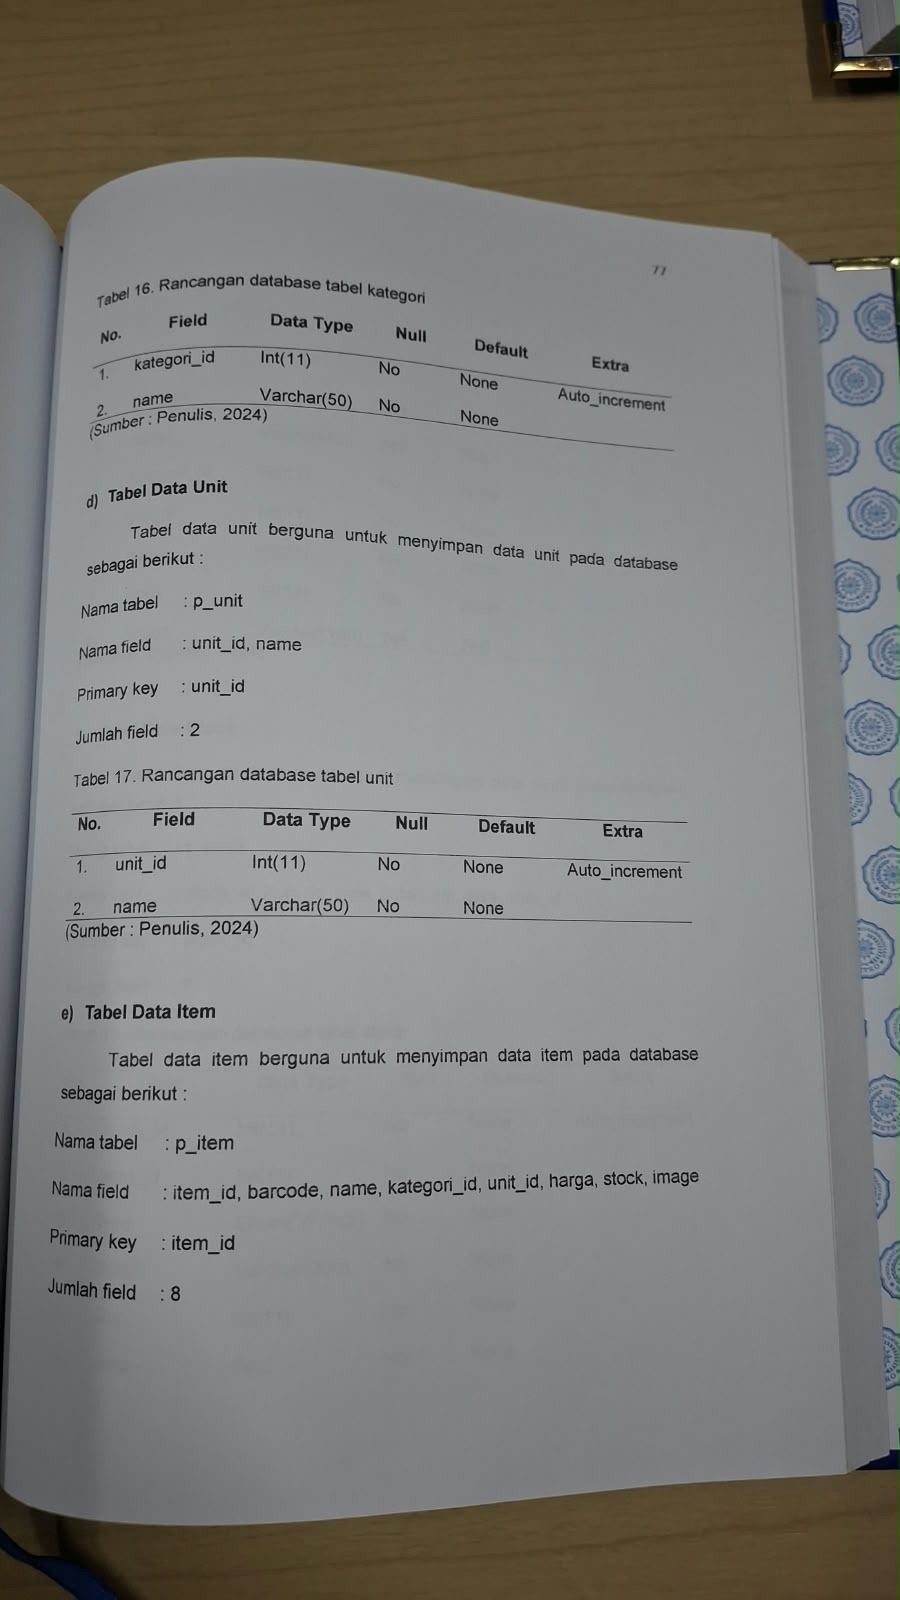 77
Tabel 16. Rancangan database tabel kategori
No. Field Data Type Null Default Extra
1. kategori_id Int(11) No None Auto_increment
2. name Varchar(50) No None
(Sumber : Penulis, 2024)
d) Tabel Data Unit
Tabel data unit berguna untuk menyimpan data unit pada database
sebagai berikut :
Nama tabel : p_unit
Nama field : unit_id, name
Primary key : unit_id
Jumlah field : 2
Tabel 17. Rancangan database tabel unit
No. Field Data Type Null Default Extra
1. unit_id Int(11) No None Auto_increment
2. name Varchar(50) No None
(Sumber : Penulis, 2024)
e) Tabel Data Item
Tabel data item berguna untuk menyimpan data item pada database
sebagai berikut :
Nama tabel : p_item
Nama field : item_id, barcode, name, kategori_id, unit_id, harga, stock, image
Primary key : item_id
Jumlah field : 8